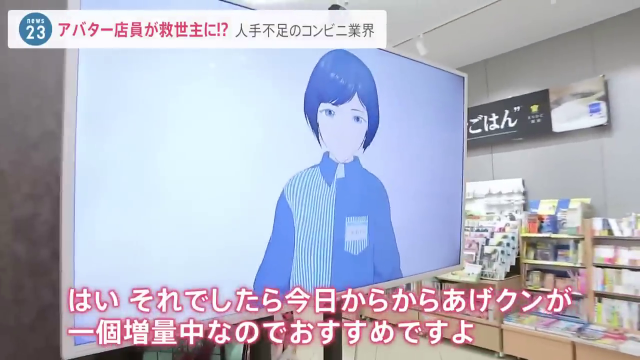 news
23
アバター店員が救世主に!? 人手不足のコンビニ業界
ごはん”
はい それでしたら今日からからあげクンが
一個増量中なのでおすすめですよ